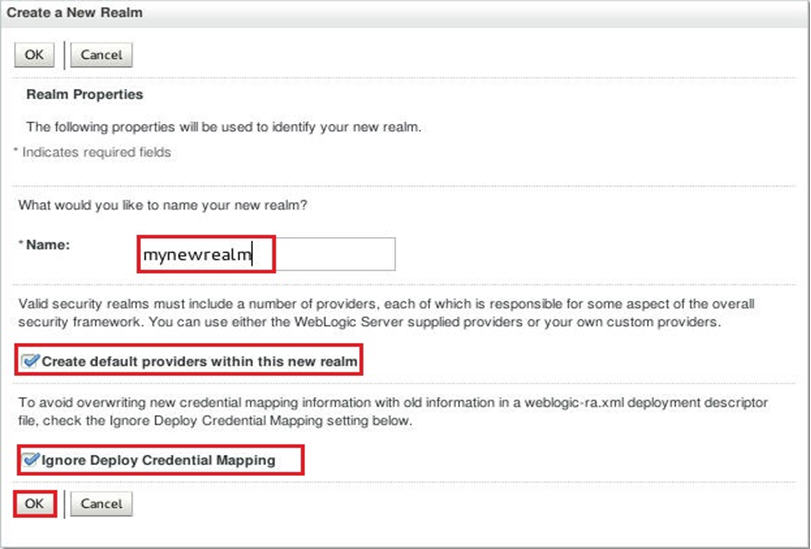 Create a New Realm
OK Cancel
Realm Properties
The following properties will be used to identify your new realm.
* Indicates required fields
What would you like to name your new realm?
* Name: mynewrealm
Valid security realms must include a number of providers, each of which is responsible for some aspect of the overall
security framework. You can use either the WebLogic Server supplied providers or your own custom providers.
Create default providers within this new realm
To avoid overwriting new credential mapping information with old information in a weblogic-ra.xml deployment descriptor
file, check the Ignore Deploy Credential Mapping setting below.
Ignore Deploy Credential Mapping
OK Cancel